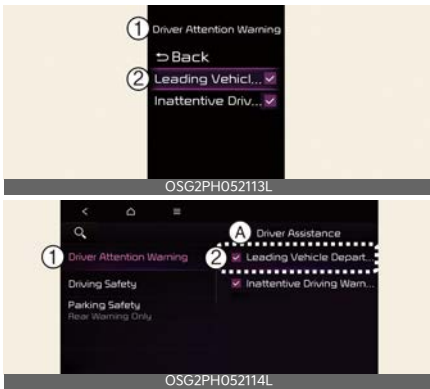 1 Driver Attention Warning
Back
2 Leading Vehicl...
Inattentive Driv...
OSG2PH052113L
A Driver Assistance
1 Driver Attention Warning
2 Leading Vehicle Depart...
Driving Safety
Inattentive Driving Warn...
Parking Safety
Rear Warning Only
OSG2PH052114L